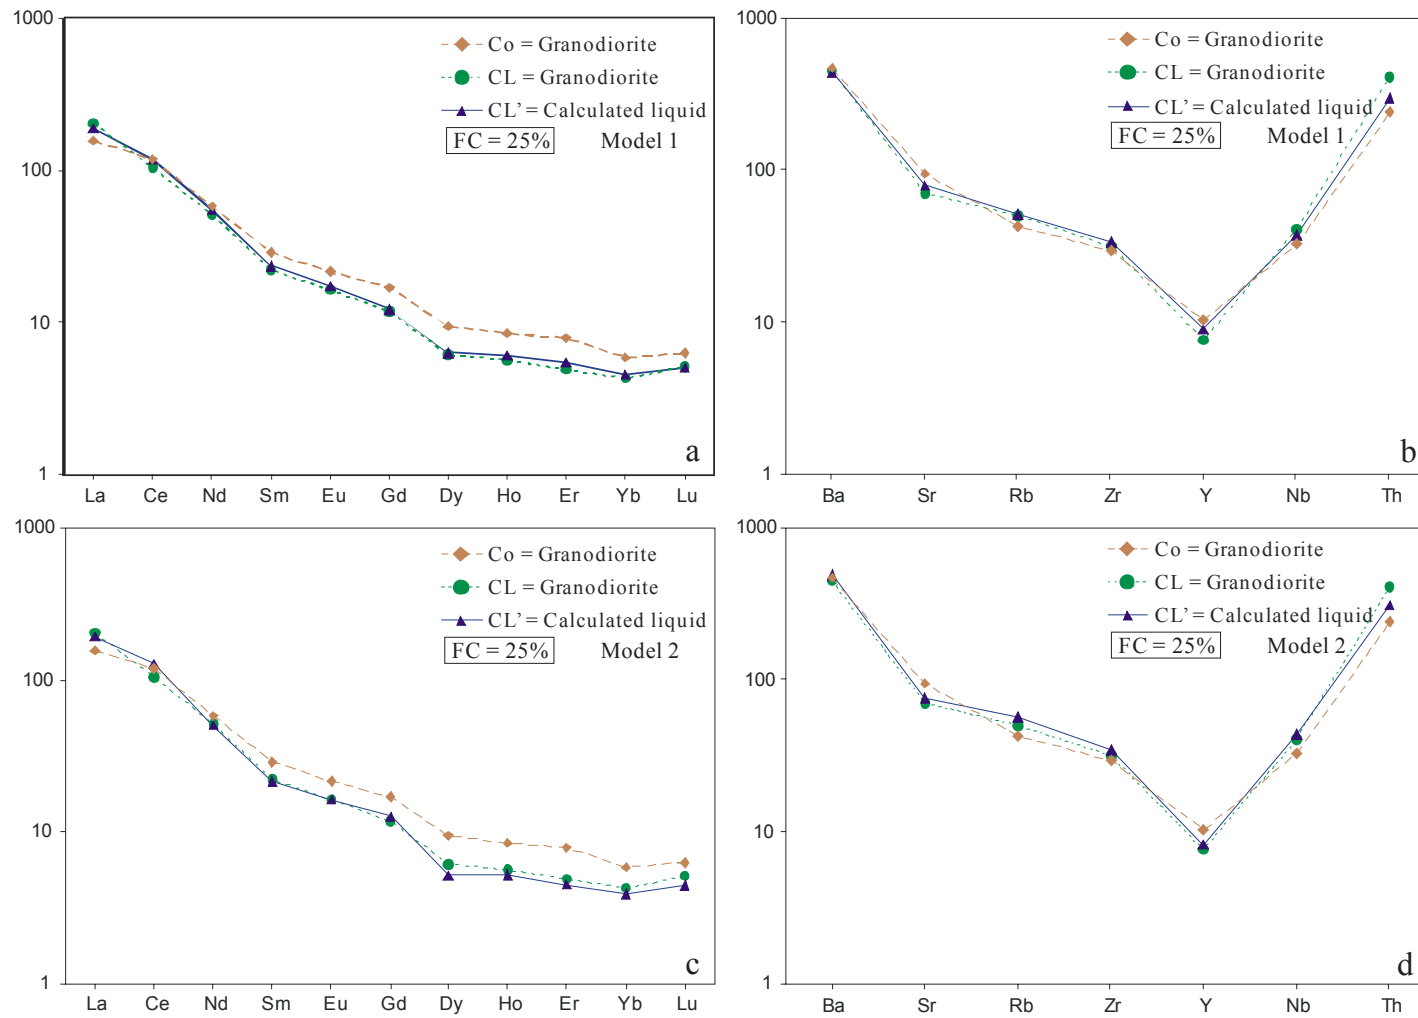 1000
100
10
1
Co = Granodiorite
CL = Granodiorite
CL’ = Calculated liquid
FC = 25% Model 1
a
La Ce Nd Sm Eu Gd Dy Ho Er Yb Lu
1000
100
10
1
Co = Granodiorite
CL = Granodiorite
CL’ = Calculated liquid
FC = 25% Model 1
b
Ba Sr Rb Zr Y Nb Th
1000
100
10
1
Co = Granodiorite
CL = Granodiorite
CL’ = Calculated liquid
FC = 25% Model 2
c
La Ce Nd Sm Eu Gd Dy Ho Er Yb Lu
1000
100
10
1
Co = Granodiorite
CL = Granodiorite
CL’ = Calculated liquid
FC = 25% Model 2
d
Ba Sr Rb Zr Y Nb Th